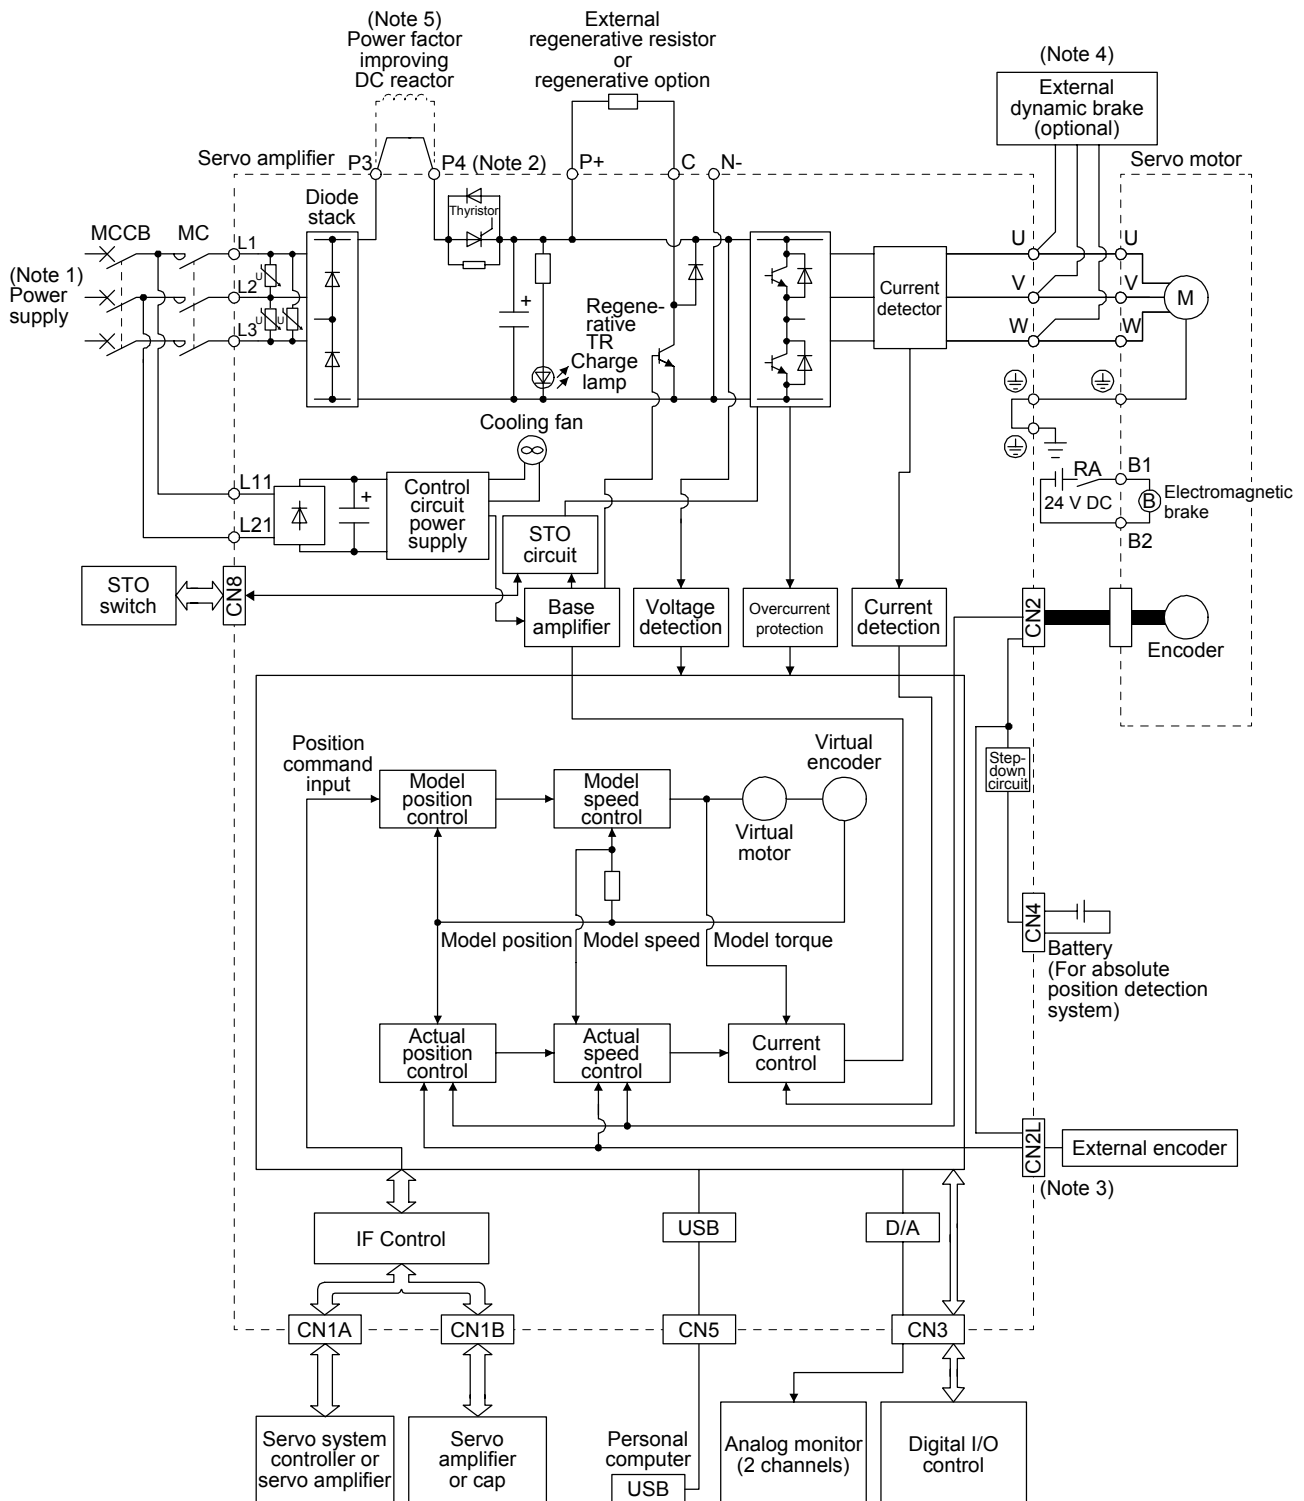 (Note 5)
Power factor
improving
DC reactor
External
regenerative resistor
or
regenerative option
(Note 4)
External
dynamic brake
(optional)
Servo amplifier
P3
P4 (Note 2)
P+
C
N-
Servo motor
Diode
stack
Thyristor
MCCB
MC
L1
L2
L3
(Note 1)
Power
supply
U
U
U
+
Regene-
rative
TR
Charge
lamp
Current
detector
U
V
W
U
V
W
M
Cooling fan
L11
L21
+
Control
circuit
power
supply
STO
circuit
RA
24 V DC
B1
B
B2
Electromagnetic
brake
STO
switch
CN8
Base
amplifier
Voltage
detection
Overcurrent
protection
Current
detection
CN2
Encoder
Step-
down
circuit
Position
command
input
Model
position
control
Model
speed
control
Virtual
motor
Virtual
encoder
Model position
Model speed
Model torque
CN4
Battery
(For absolute
position detection
system)
Actual
position
control
Actual
speed
control
Current
control
CN2L
External encoder
(Note 3)
IF Control
USB
D/A
CN1A
CN1B
CN5
CN3
Servo system
controller or
servo amplifier
Servo
amplifier
or cap
Personal
computer
USB
Analog monitor
(2 channels)
Digital I/O
control